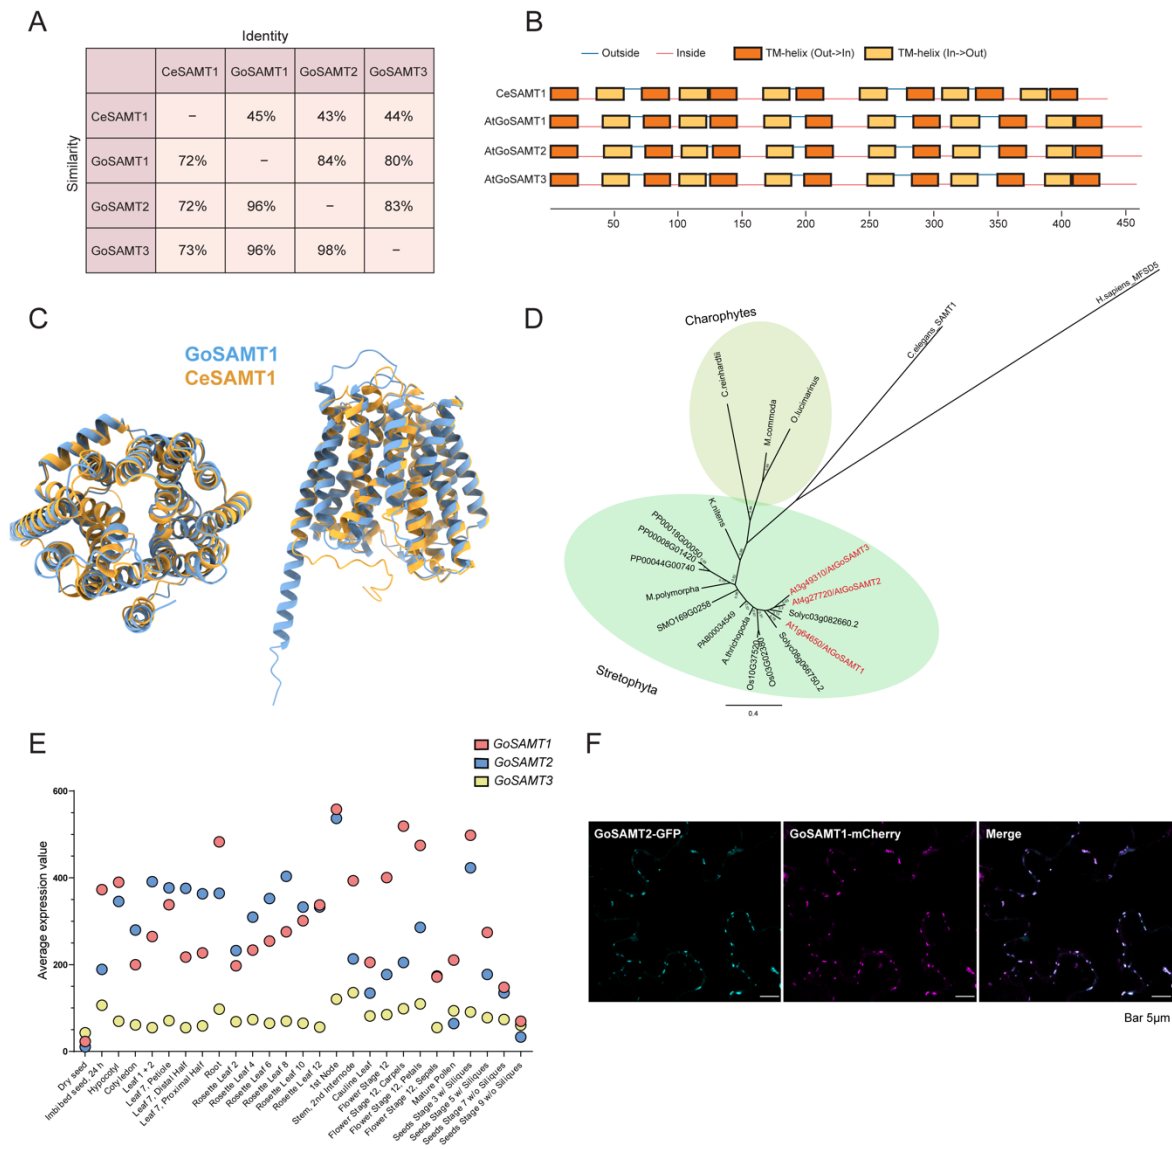 A
Identity
CeSAMT1 GoSAMT1 GoSAMT2 GoSAMT3
Similarity
CeSAMT1 – 45% 43% 44%
GoSAMT1 72% – 84% 80%
GoSAMT2 72% 96% – 83%
GoSAMT3 73% 96% 98% –
B
Outside Inside TM-helix (Out->In) TM-helix (In->Out)
CeSAMT1
AtGoSAMT1
AtGoSAMT2
AtGoSAMT3
50 100 150 200 250 300 350 400 450
C
GoSAMT1
CeSAMT1
D
Charophytes
H.sapiens_MFSD5
C.elegans_SAMT1
C.reinhardtii
M.commoda
O.lucimarinus
K.nitens
PP00018G00050
PP00008G01420
PP00044G00740
M.polymorpha
SMO169G0258
PAB00034549
A.thrichopoda
Os10G37520
Os03G02380
Solyc08g066750.2
At1g64650/AtGoSAMT1
Solyc03g082660.2
At4g27720/AtGoSAMT2
At3g49310/AtGoSAMT3
Stretophyta
0.4
E
GoSAMT1
GoSAMT2
GoSAMT3
Average expression value
600
400
200
0
Dry seed
Imbibed seed, 24 h
Hypocotyl
Cotyledon
Leaf 1 + 2
Leaf 7, Petiole
Leaf 7, Distal Half
Leaf 7, Proximal Half
Root
Rosette Leaf 2
Rosette Leaf 4
Rosette Leaf 6
Rosette Leaf 8
Rosette Leaf 10
Rosette Leaf 12
1st Node
Stem, 2nd Internode
Cauline Leaf
Flower Stage 12
Flower Stage 12, Carpels
Flower Stage 12, Petals
Flower Stage 12, Sepals
Mature Pollen
Seeds Stage 3 w/ Siliques
Seeds Stage 5 w/ Siliques
Seeds Stage 7 w/o Siliques
Seeds Stage 9 w/o Siliques
F
GoSAMT2-GFP
GoSAMT1-mCherry
Merge
Bar 5µm